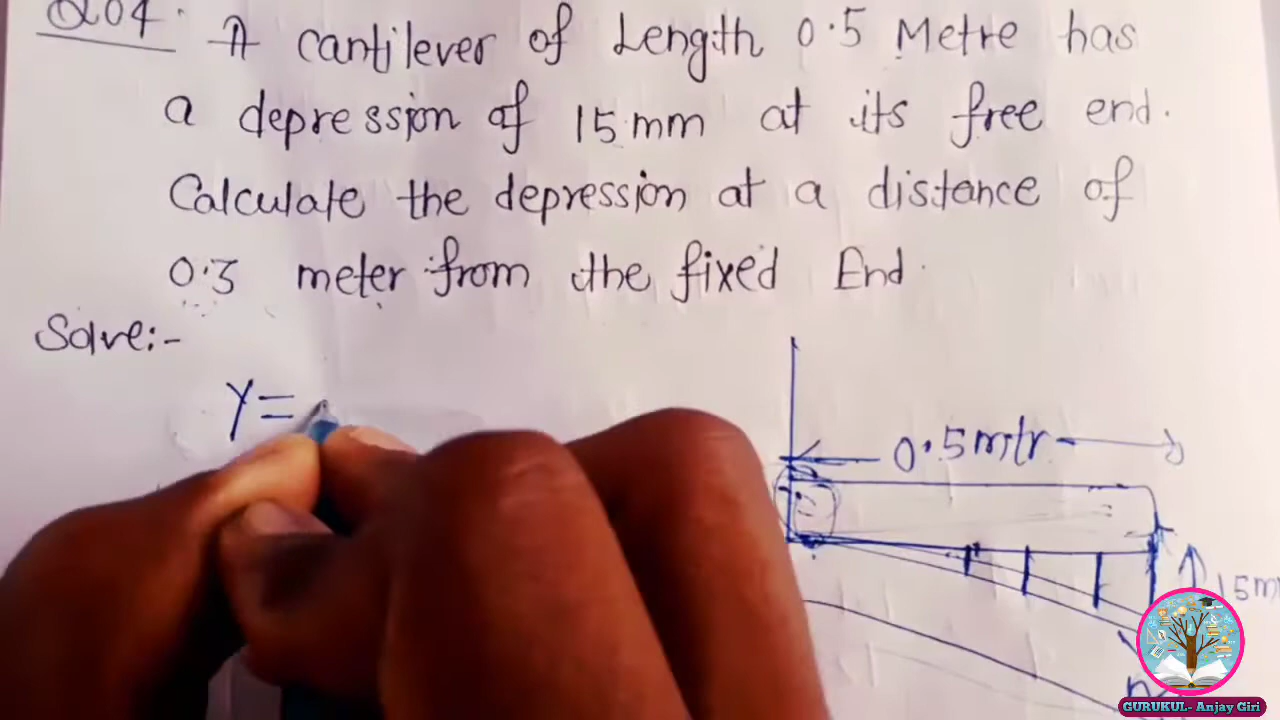 Q04.
A cantilever of Length 0.5 Metre has
a depression of 15 mm at its free end.
Calculate the depression at a distance of
0.3 meter from the fixed End.
Solve:-
Y=
0.5 mtr
15m
GURUKUL- Anjay Giri